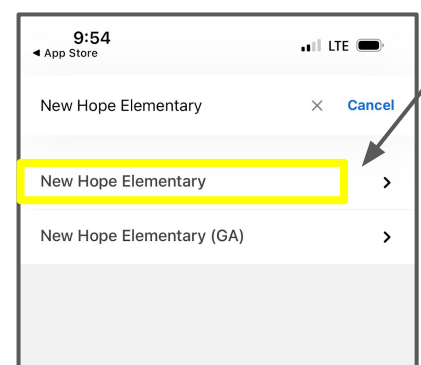 9:54
◀ App Store
LTE
New Hope Elementary × Cancel
New Hope Elementary >
New Hope Elementary (GA) >